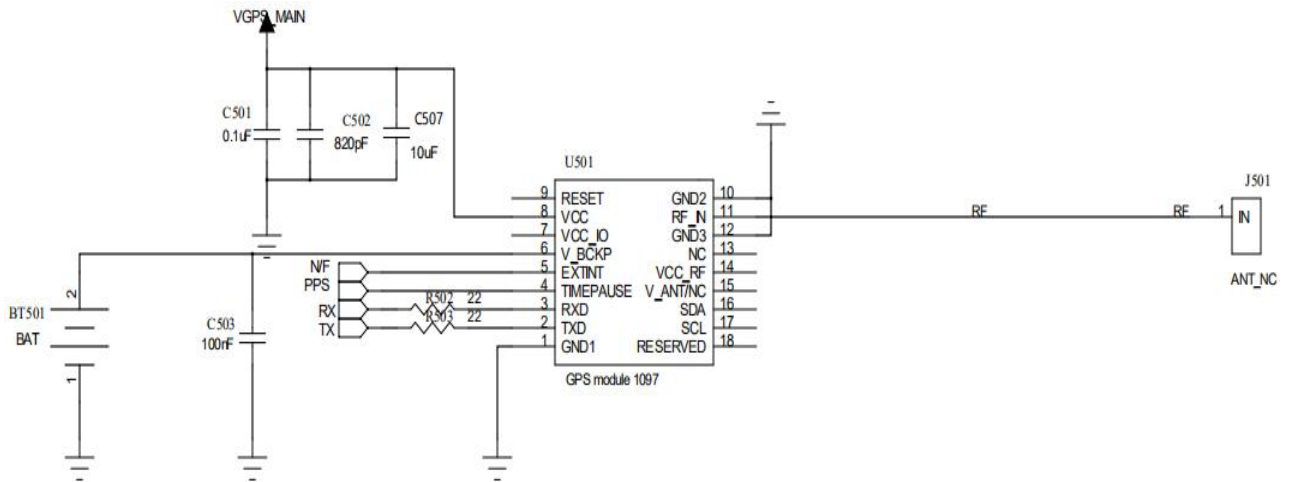 VGPS_MAIN
C501
0.1uF
C502
820pF
C507
10uF
U501
9 RESET GND2 10
8 VCC RF_IN 11
7 VCC_IO GND3 12
6 V_BCKP NC 13
5 EXTINT VCC_RF 14
4 TIMEPAUSE V_ANT/NC 15
3 RXD SDA 16
2 TXD SCL 17
1 GND1 RESERVED 18
GPS module 1097
N/F
PPS
RX R502 22
TX R503 22
BT501
BAT
2
1
C503
100nF
RF RF 1 IN
J501
ANT_NC